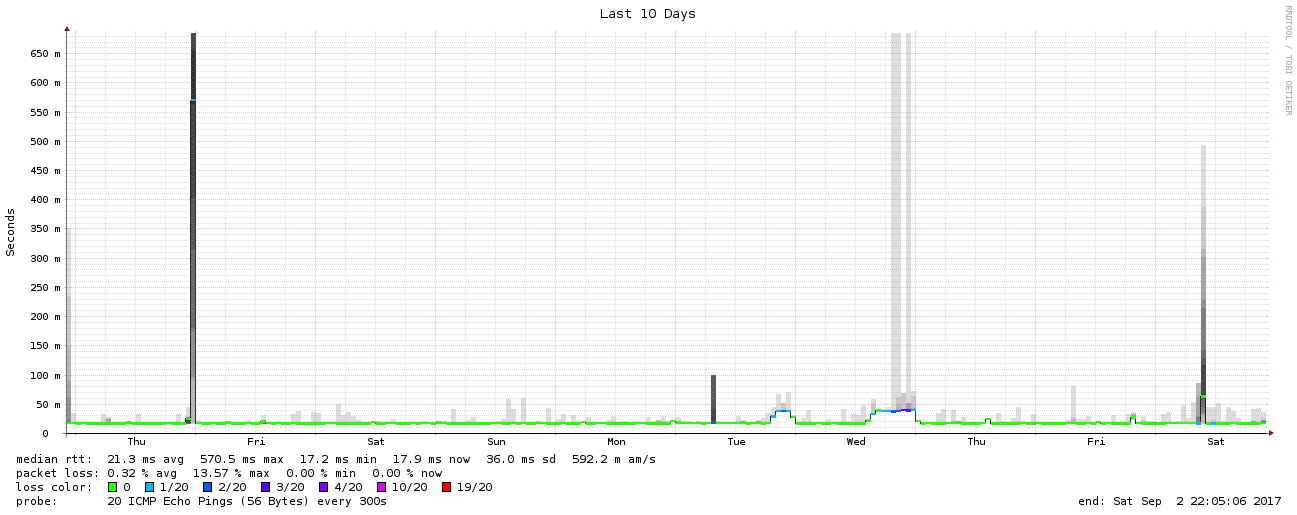 Last 10 Days
RRDTOOL / TOBI OETIKER
Seconds
650 m
600 m
550 m
500 m
450 m
400 m
350 m
300 m
250 m
200 m
150 m
100 m
50 m
0
Thu Fri Sat Sun Mon Tue Wed Thu Fri Sat
median rtt: 21.3 ms avg 570.5 ms max 17.2 ms min 17.9 ms now 36.0 ms sd 592.2 m am/s
packet loss: 0.32 % avg 13.57 % max 0.00 % min 0.00 % now
loss color: 0 1/20 2/20 3/20 4/20 10/20 19/20
probe: 20 ICMP Echo Pings (56 Bytes) every 300s end: Sat Sep 2 22:05:06 2017